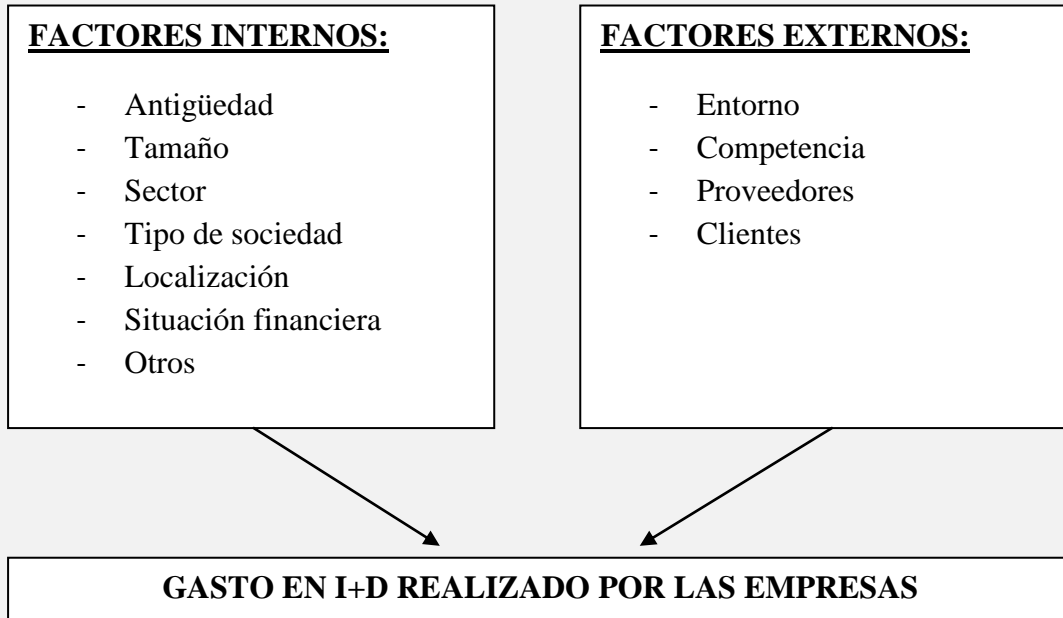 FACTORES INTERNOS:
- Antigüedad
- Tamaño
- Sector
- Tipo de sociedad
- Localización
- Situación financiera
- Otros
FACTORES EXTERNOS:
- Entorno
- Competencia
- Proveedores
- Clientes
GASTO EN I+D REALIZADO POR LAS EMPRESAS